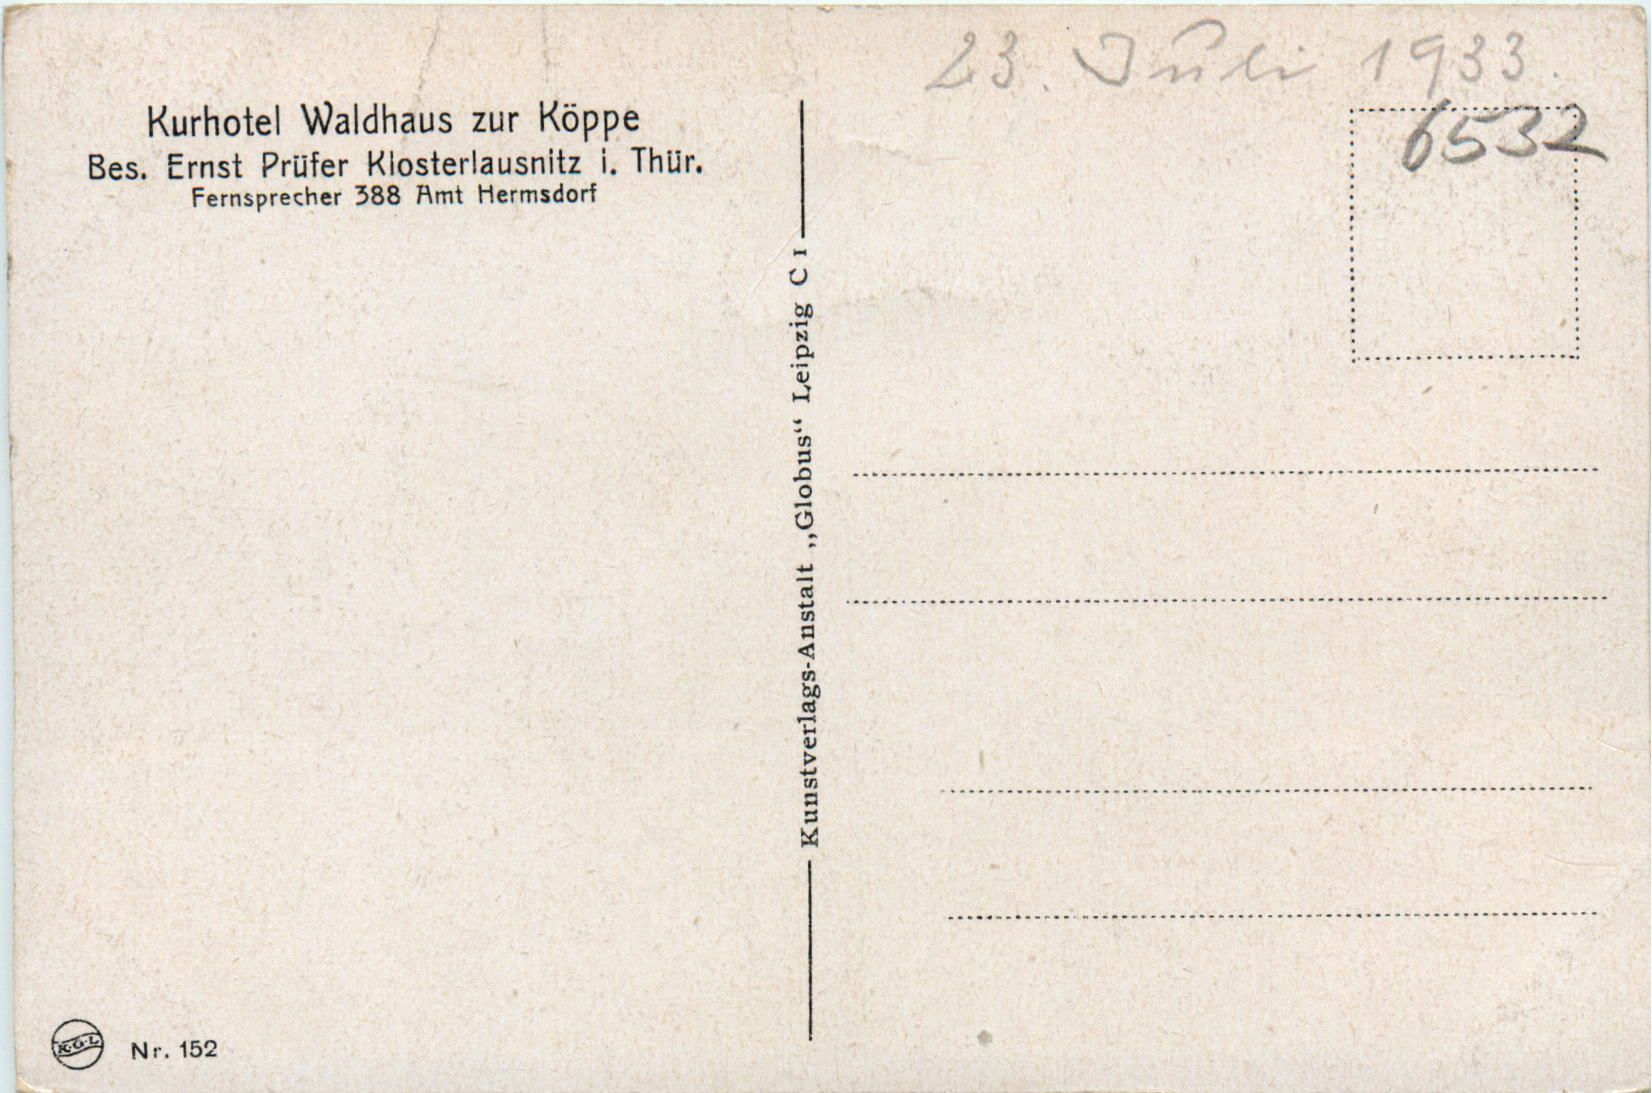 Kurhotel Waldhaus zur Köppe
Bes. Ernst Prüfer Klosterlausnitz i. Thür.
Fernsprecher 388 Amt Hermsdorf
Kunstverlags-Anstalt „Globus“ Leipzig C 1
23. Juli 1933.
6532
K·G·L
Nr. 152